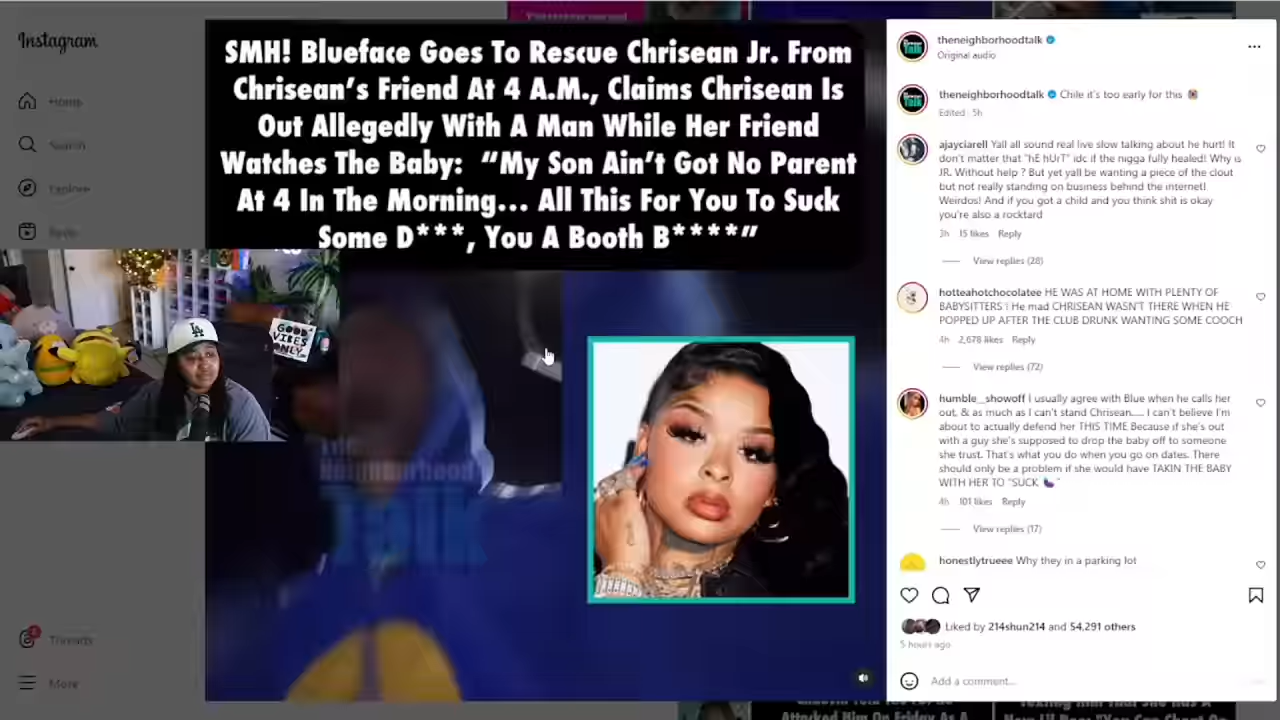 Instagram
Home
Search
Explore
Reels
Threads
More
SMH! Blueface Goes To Rescue Chrisean Jr. From
Chrisean's Friend At 4 A.M., Claims Chrisean Is
Out Allegedly With A Man While Her Friend
Watches The Baby: "My Son Ain't Got No Parent
At 4 In The Morning... All This For You To Suck
Some D***, You A Booth B****"
LA
GOOD
VIBES
ONLY
TALK
theneighborhoodtalk
Original audio
theneighborhoodtalk Chile it's too early for this
Edited · 5h
ajayciarell Yall all sound real live slow talking about he hurt! It
don't matter that "hE hUrT" idc if the nigga fully healed! Why is
JR. Without help ? But yet yall be wanting a piece of the clout
but not really standing on business behind the internet!
Weirdos! And if you got a child and you think shit is okay
you're also a rocktard
3h 15 likes Reply
View replies (28)
hotteahotchocolatee HE WAS AT HOME WITH PLENTY OF
BABYSITTERS ! He mad CHRISEAN WASN'T THERE WHEN HE
POPPED UP AFTER THE CLUB DRUNK WANTING SOME COOCH
4h 2,678 likes Reply
View replies (72)
humble__showoff I usually agree with Blue when he calls her
out, & as much as I can't stand Chrisean..... I can't believe I'm
about to actually defend her THIS TIME Because if she's out
with a guy she's supposed to drop the baby off to someone
she trust. That's what you do when you go on dates. There
should only be a problem if she would have TAKIN THE BABY
WITH HER TO "SUCK 🍆"
4h 101 likes Reply
View replies (17)
honestlytrueee Why they in a parking lot
Liked by 214shun214 and 54,291 others
5 hours ago
Add a comment...